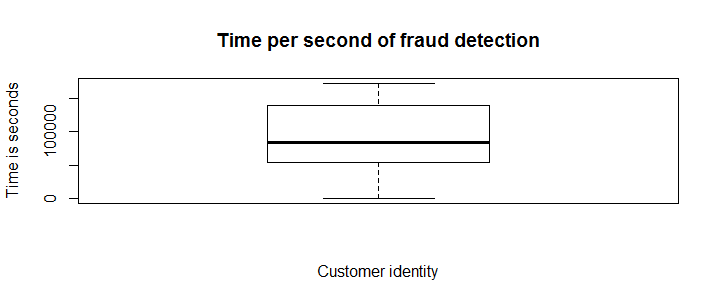 Time per second of fraud detection
Time is seconds
100000
0
Customer identity